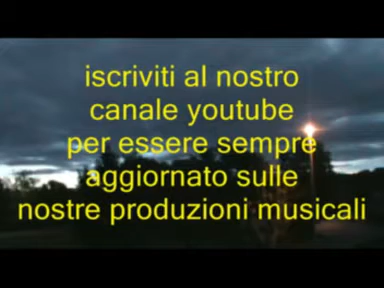 iscriviti al nostro
canale youtube
per essere sempre
aggiornato sulle
nostre produzioni musicali